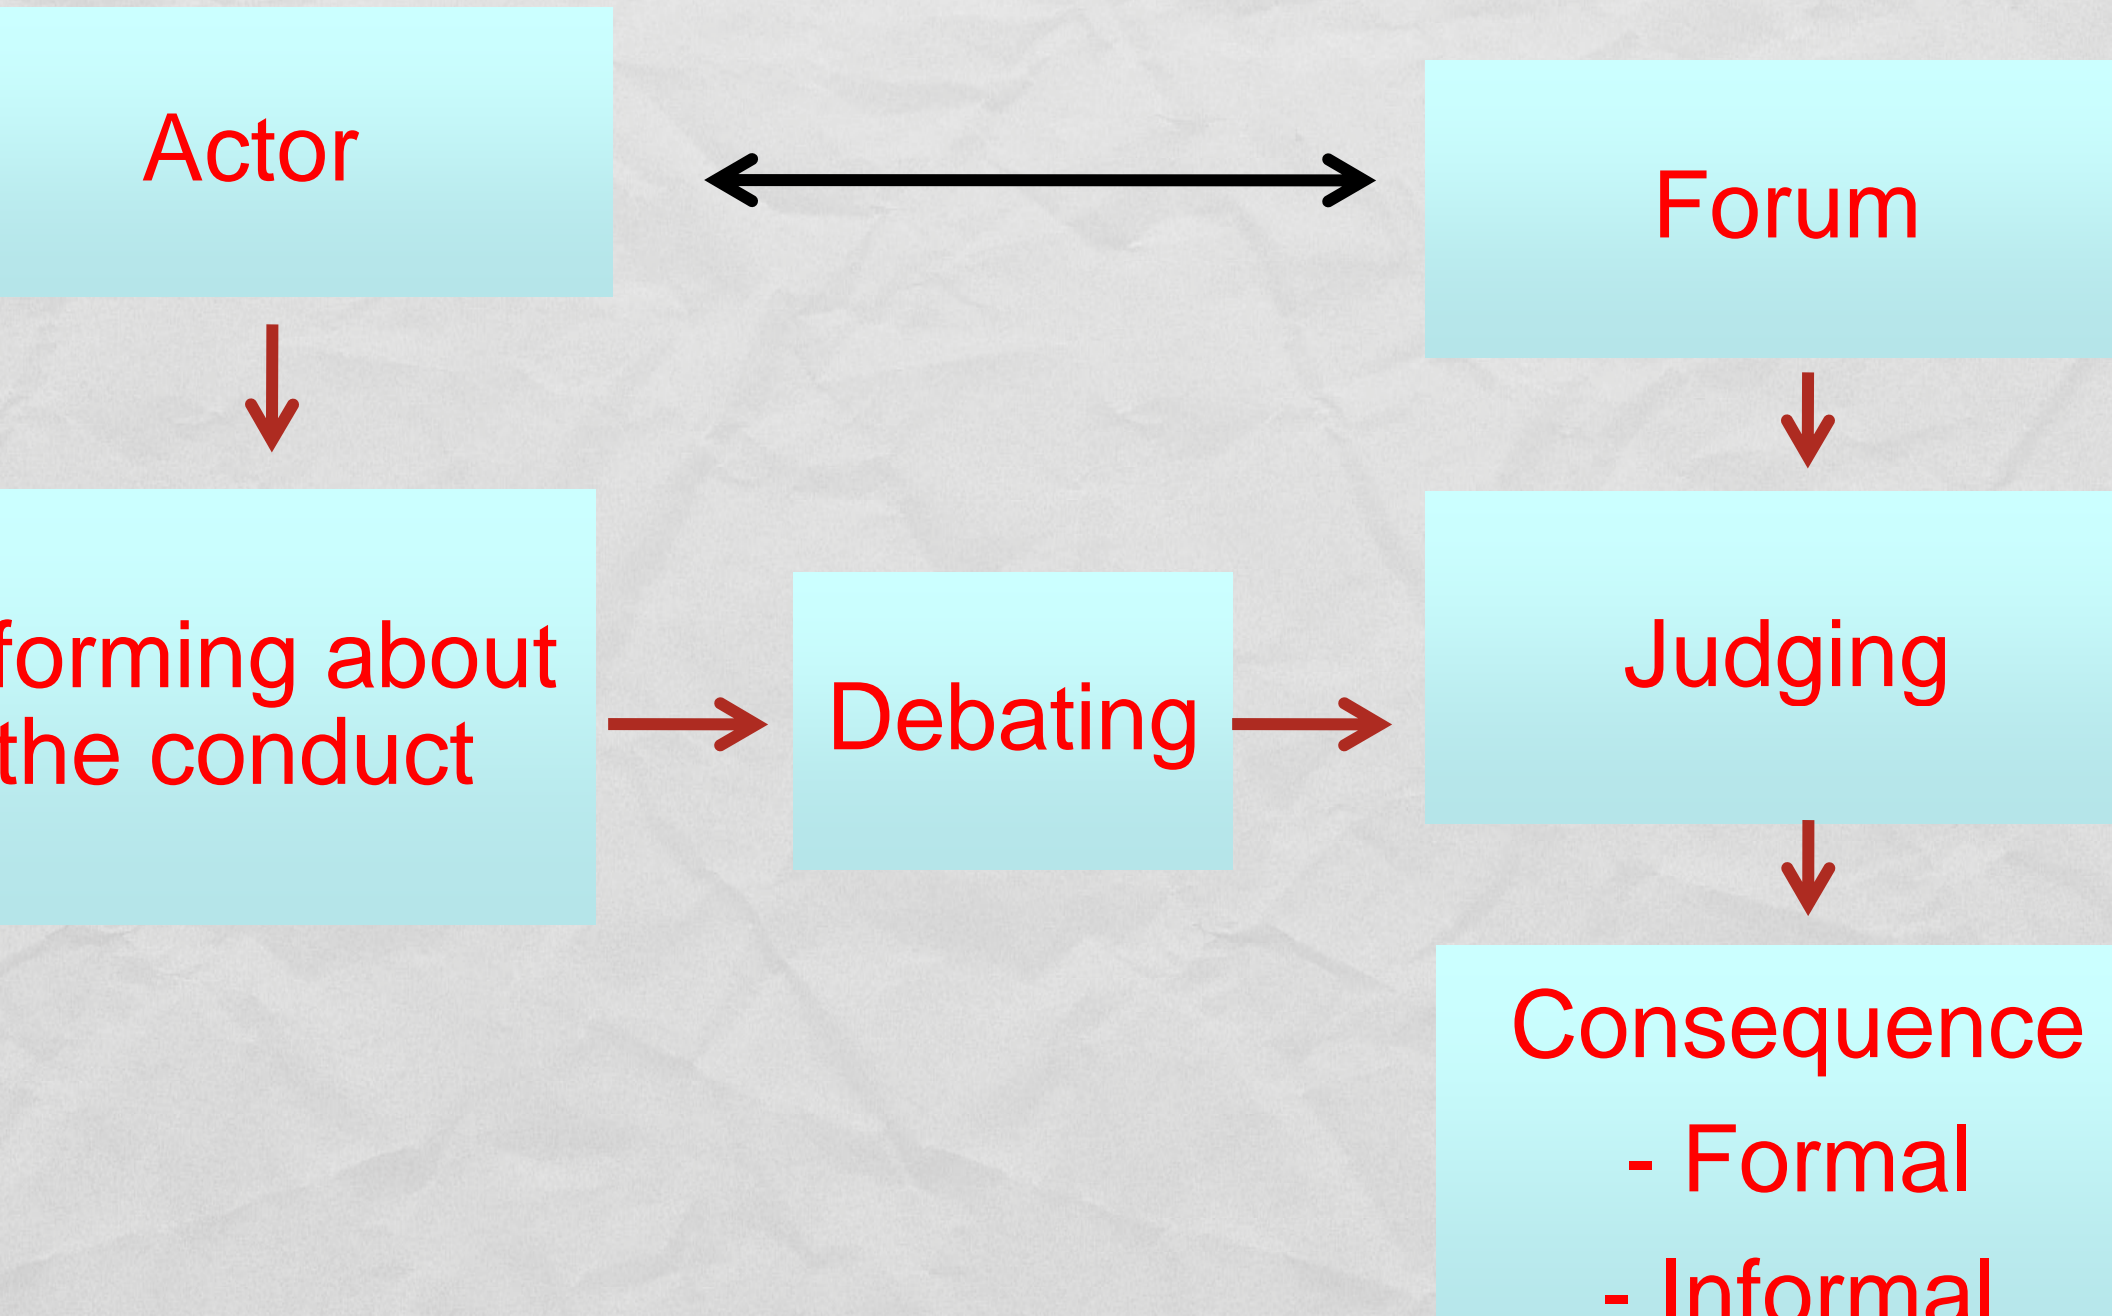 Actor
Forum
forming about
the conduct
Debating
Judging
Consequence
- Formal
- Informal